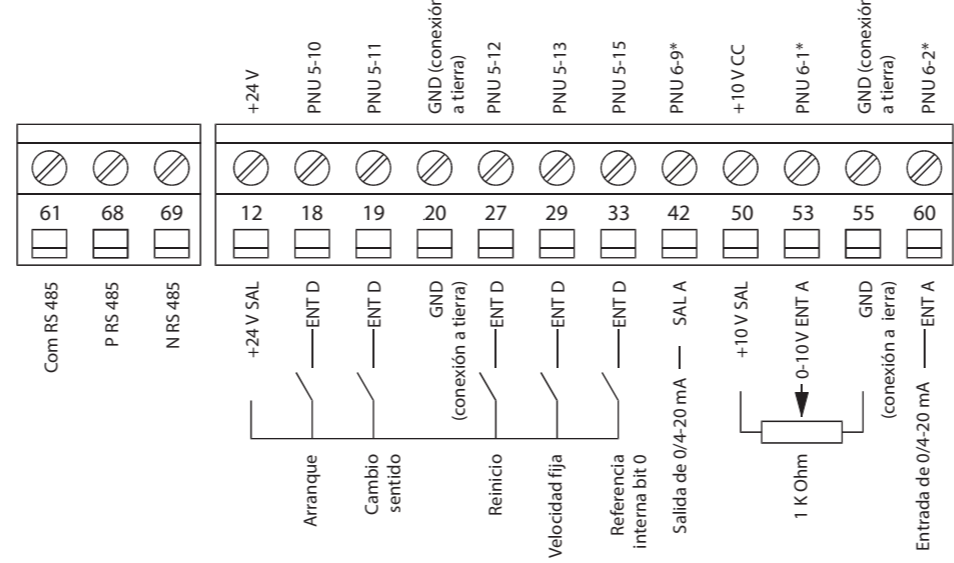 +24 V
PNU 5-10
PNU 5-11
GND (conexión
a tierra)
PNU 5-12
PNU 5-13
PNU 5-15
PNU 6-9*
+10 V CC
PNU 6-1*
GND (conexión
a tierra)
PNU 6-2*
61
68
69
12
18
19
20
27
29
33
42
50
53
55
60
Com RS 485
P RS 485
N RS 485
+24 V SAL
ENT D
ENT D
GND
(conexión a tierra)
ENT D
ENT D
ENT D
SAL A
+10 V SAL
0-10 V ENT A
GND
(conexión a ierra)
ENT A
Arranque
Cambio
sentido
Reinicio
Velocidad fija
Referencia
interna bit 0
Salida de 0/4-20 mA
1 K Ohm
Entrada de 0/4-20 mA